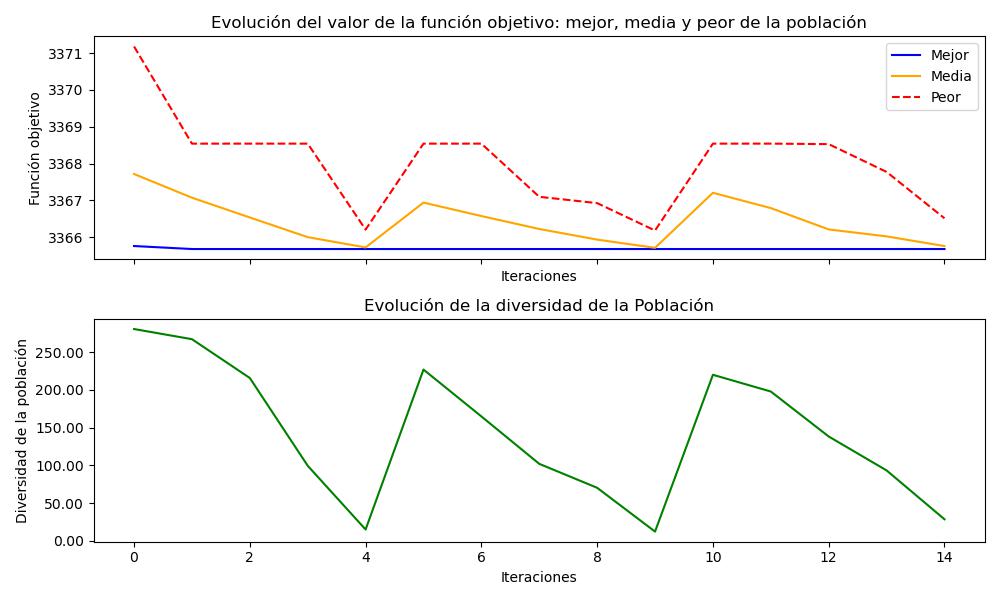 Evolución del valor de la función objetivo: mejor, media y peor de la población
Función objetivo
3371
3370
3369
3368
3367
3366
Mejor
Media
Peor
Iteraciones
Evolución de la diversidad de la Población
Diversidad de la población
250.00
200.00
150.00
100.00
50.00
0.00
0 2 4 6 8 10 12 14
Iteraciones